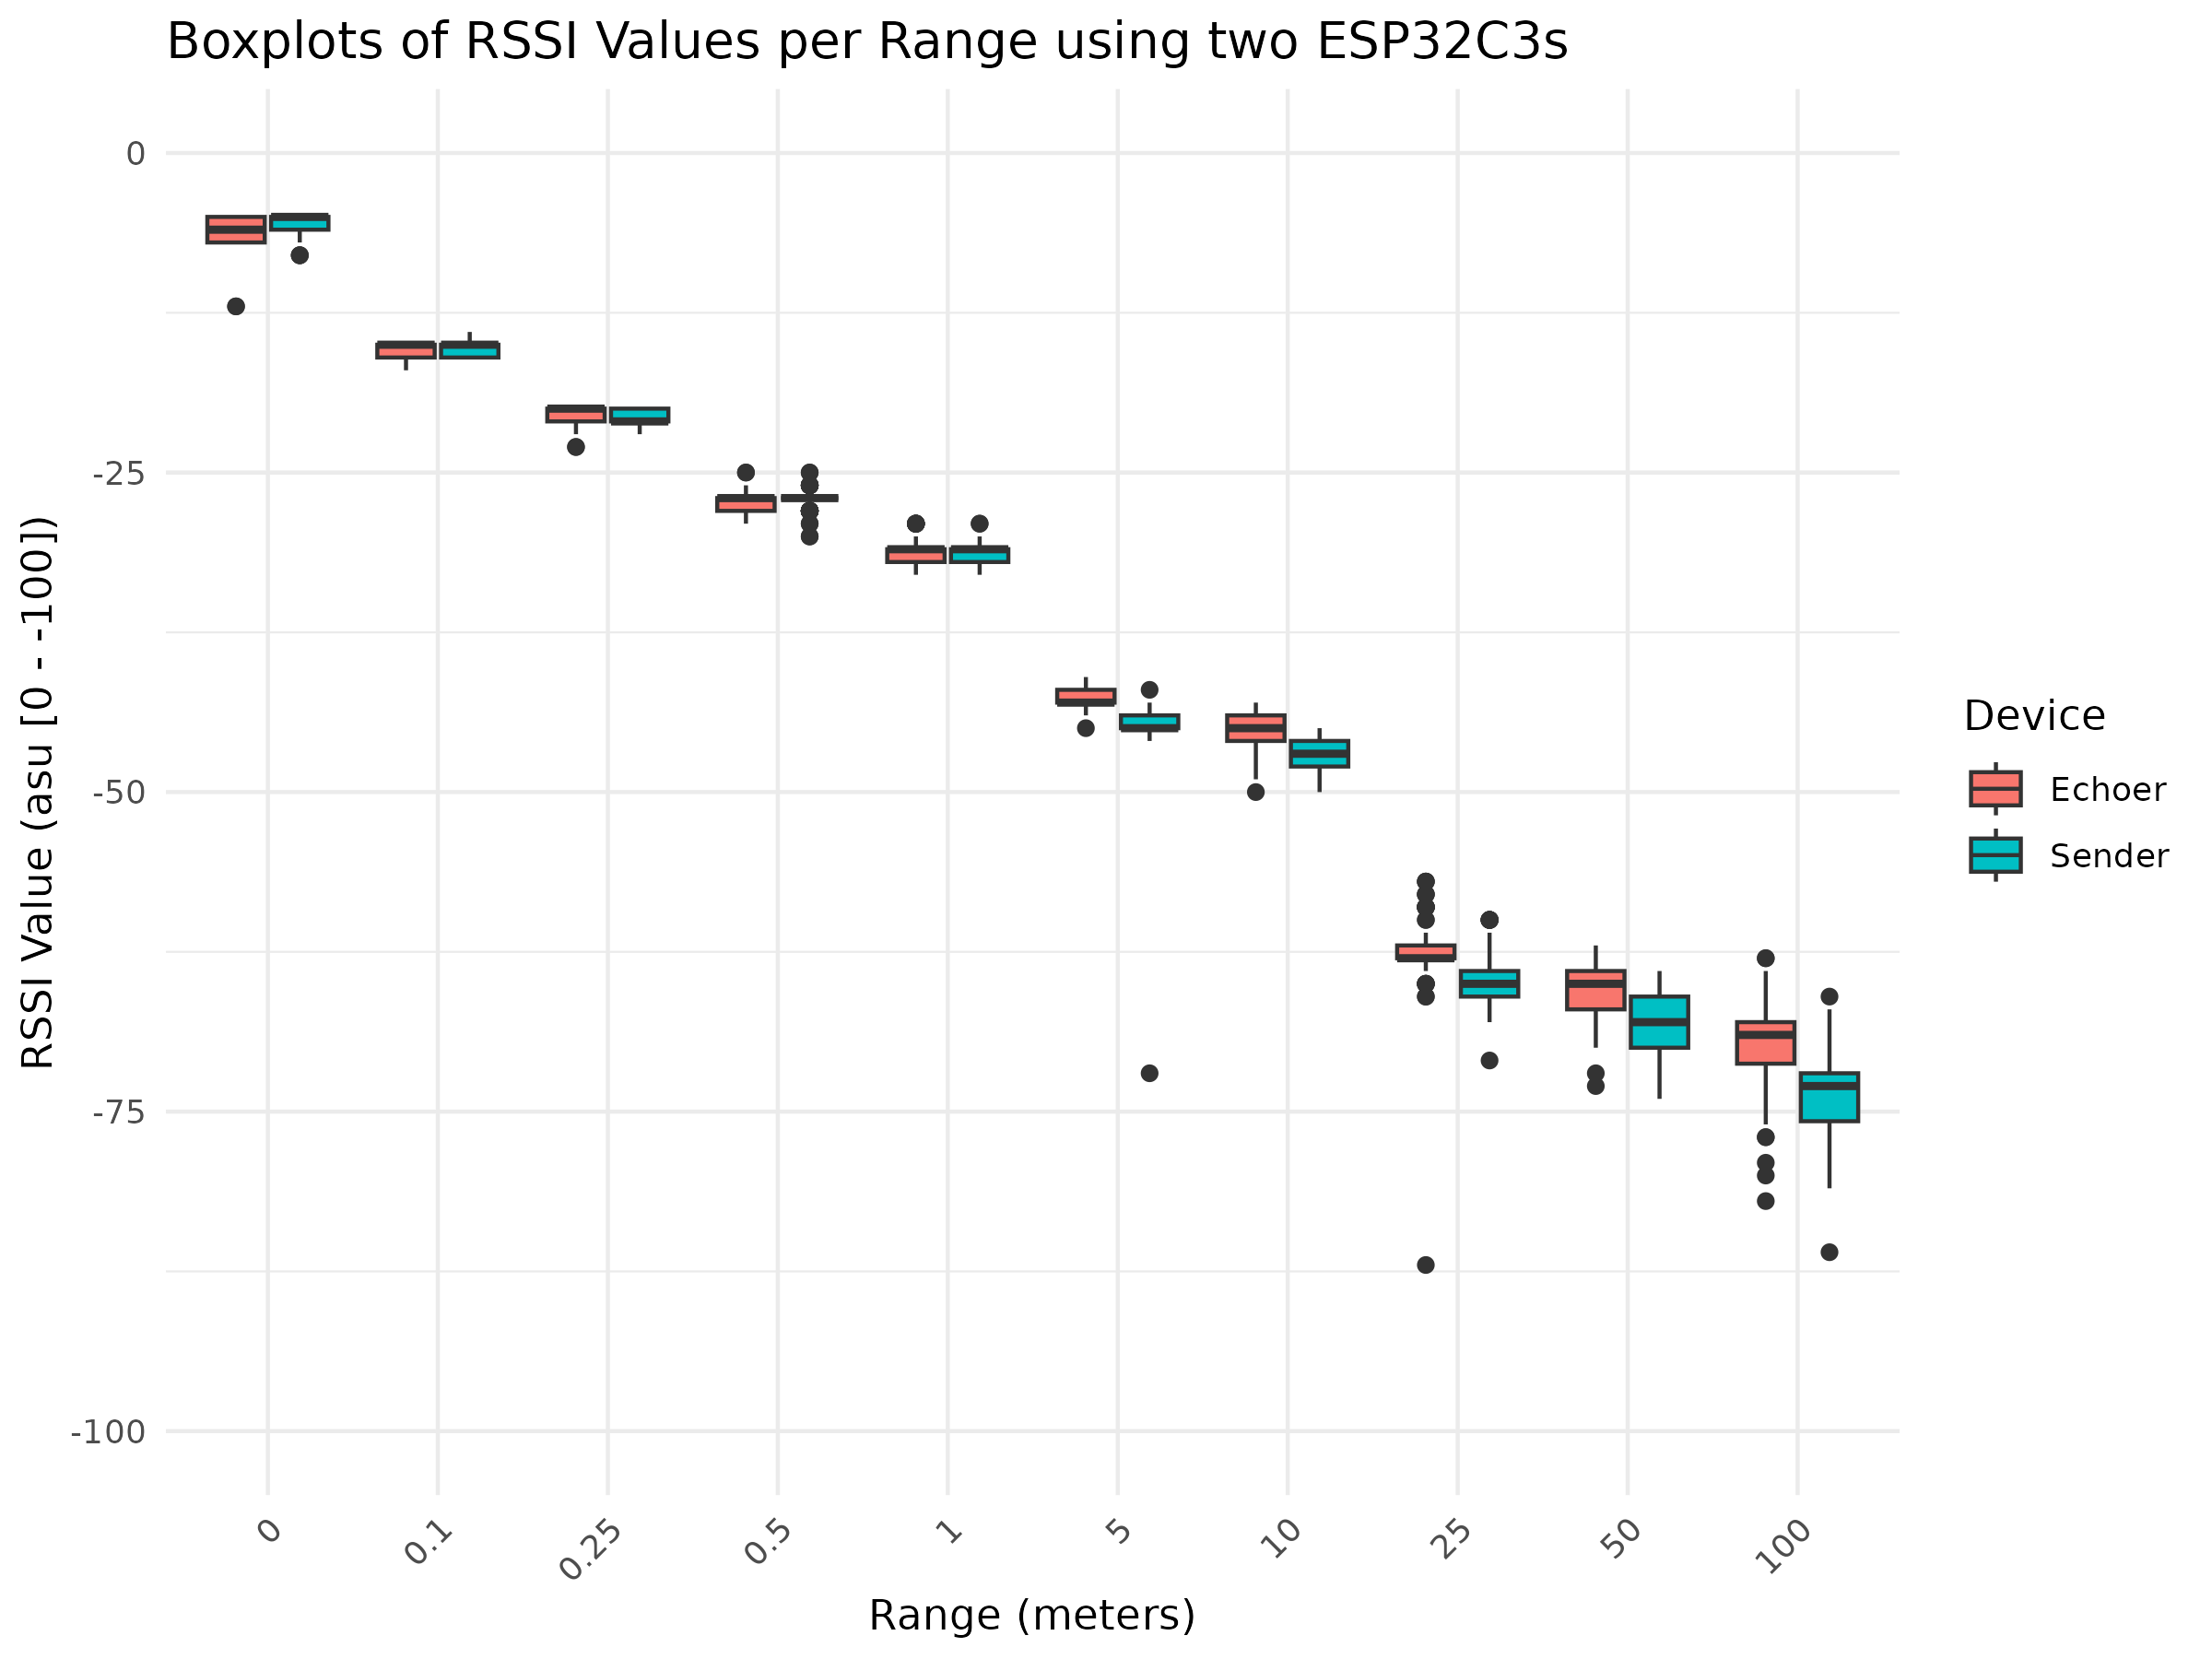 Boxplots of RSSI Values per Range using two ESP32C3s
RSSI Value (asu [0 - -100])
0
-25
-50
-75
-100
0
0.1
0.25
0.5
1
5
10
25
50
100
Range (meters)
Device
Echoer
Sender